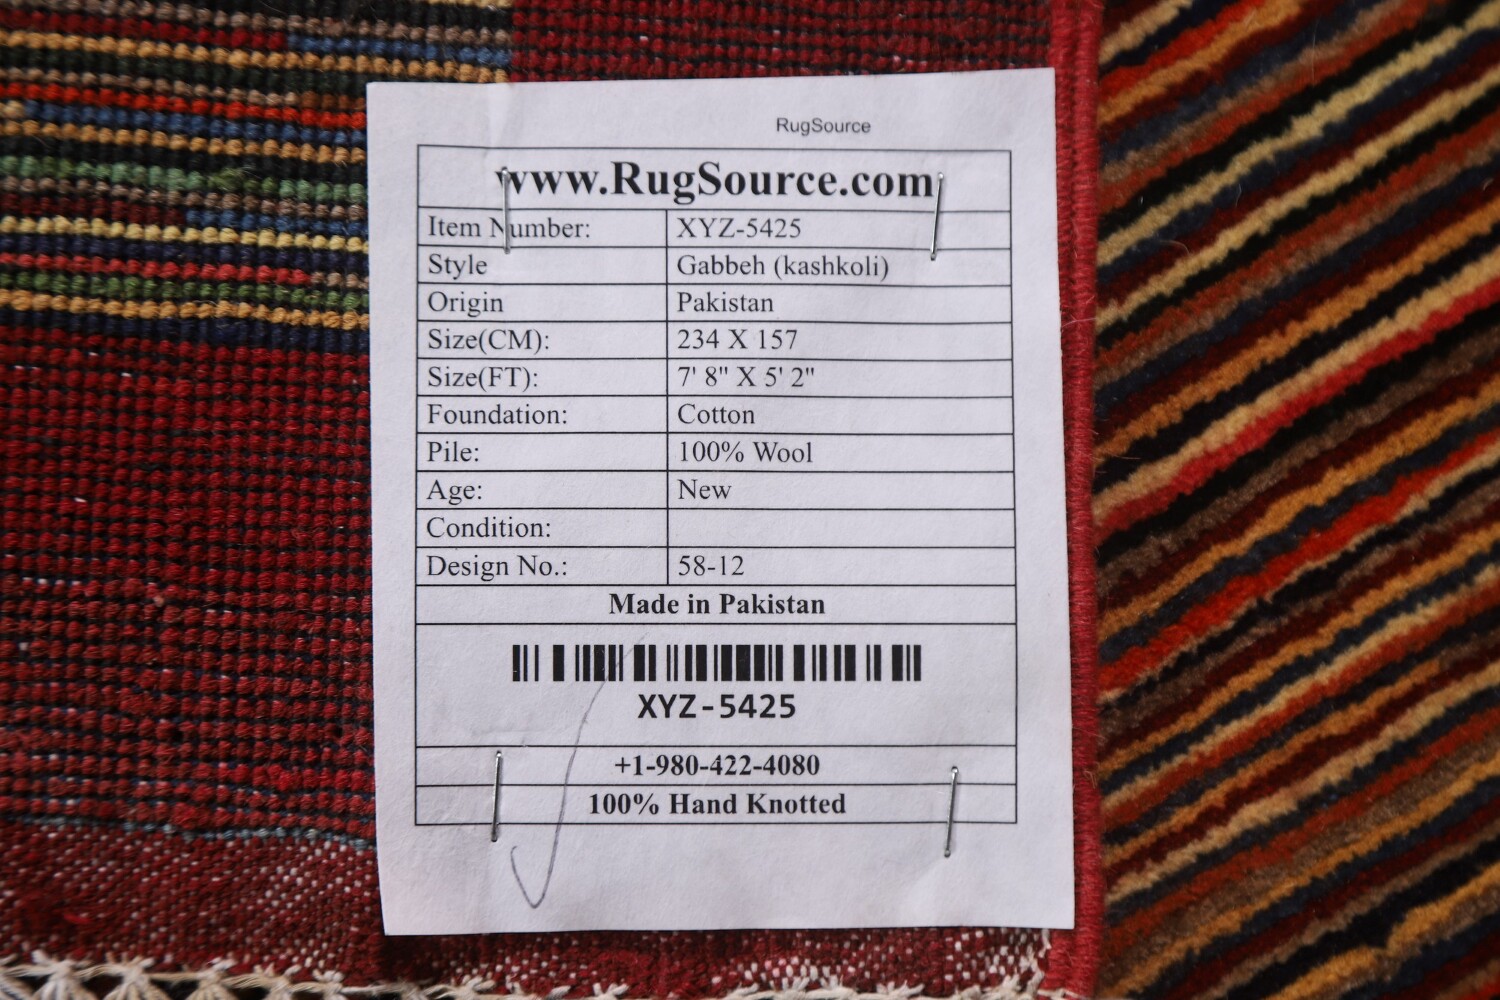 RugSource
www.RugSource.com
Item Number: XYZ-5425
Style Gabbeh (kashkoli)
Origin Pakistan
Size(CM): 234 X 157
Size(FT): 7' 8" X 5' 2"
Foundation: Cotton
Pile: 100% Wool
Age: New
Condition:
Design No.: 58-12
Made in Pakistan
XYZ-5425
+1-980-422-4080
100% Hand Knotted